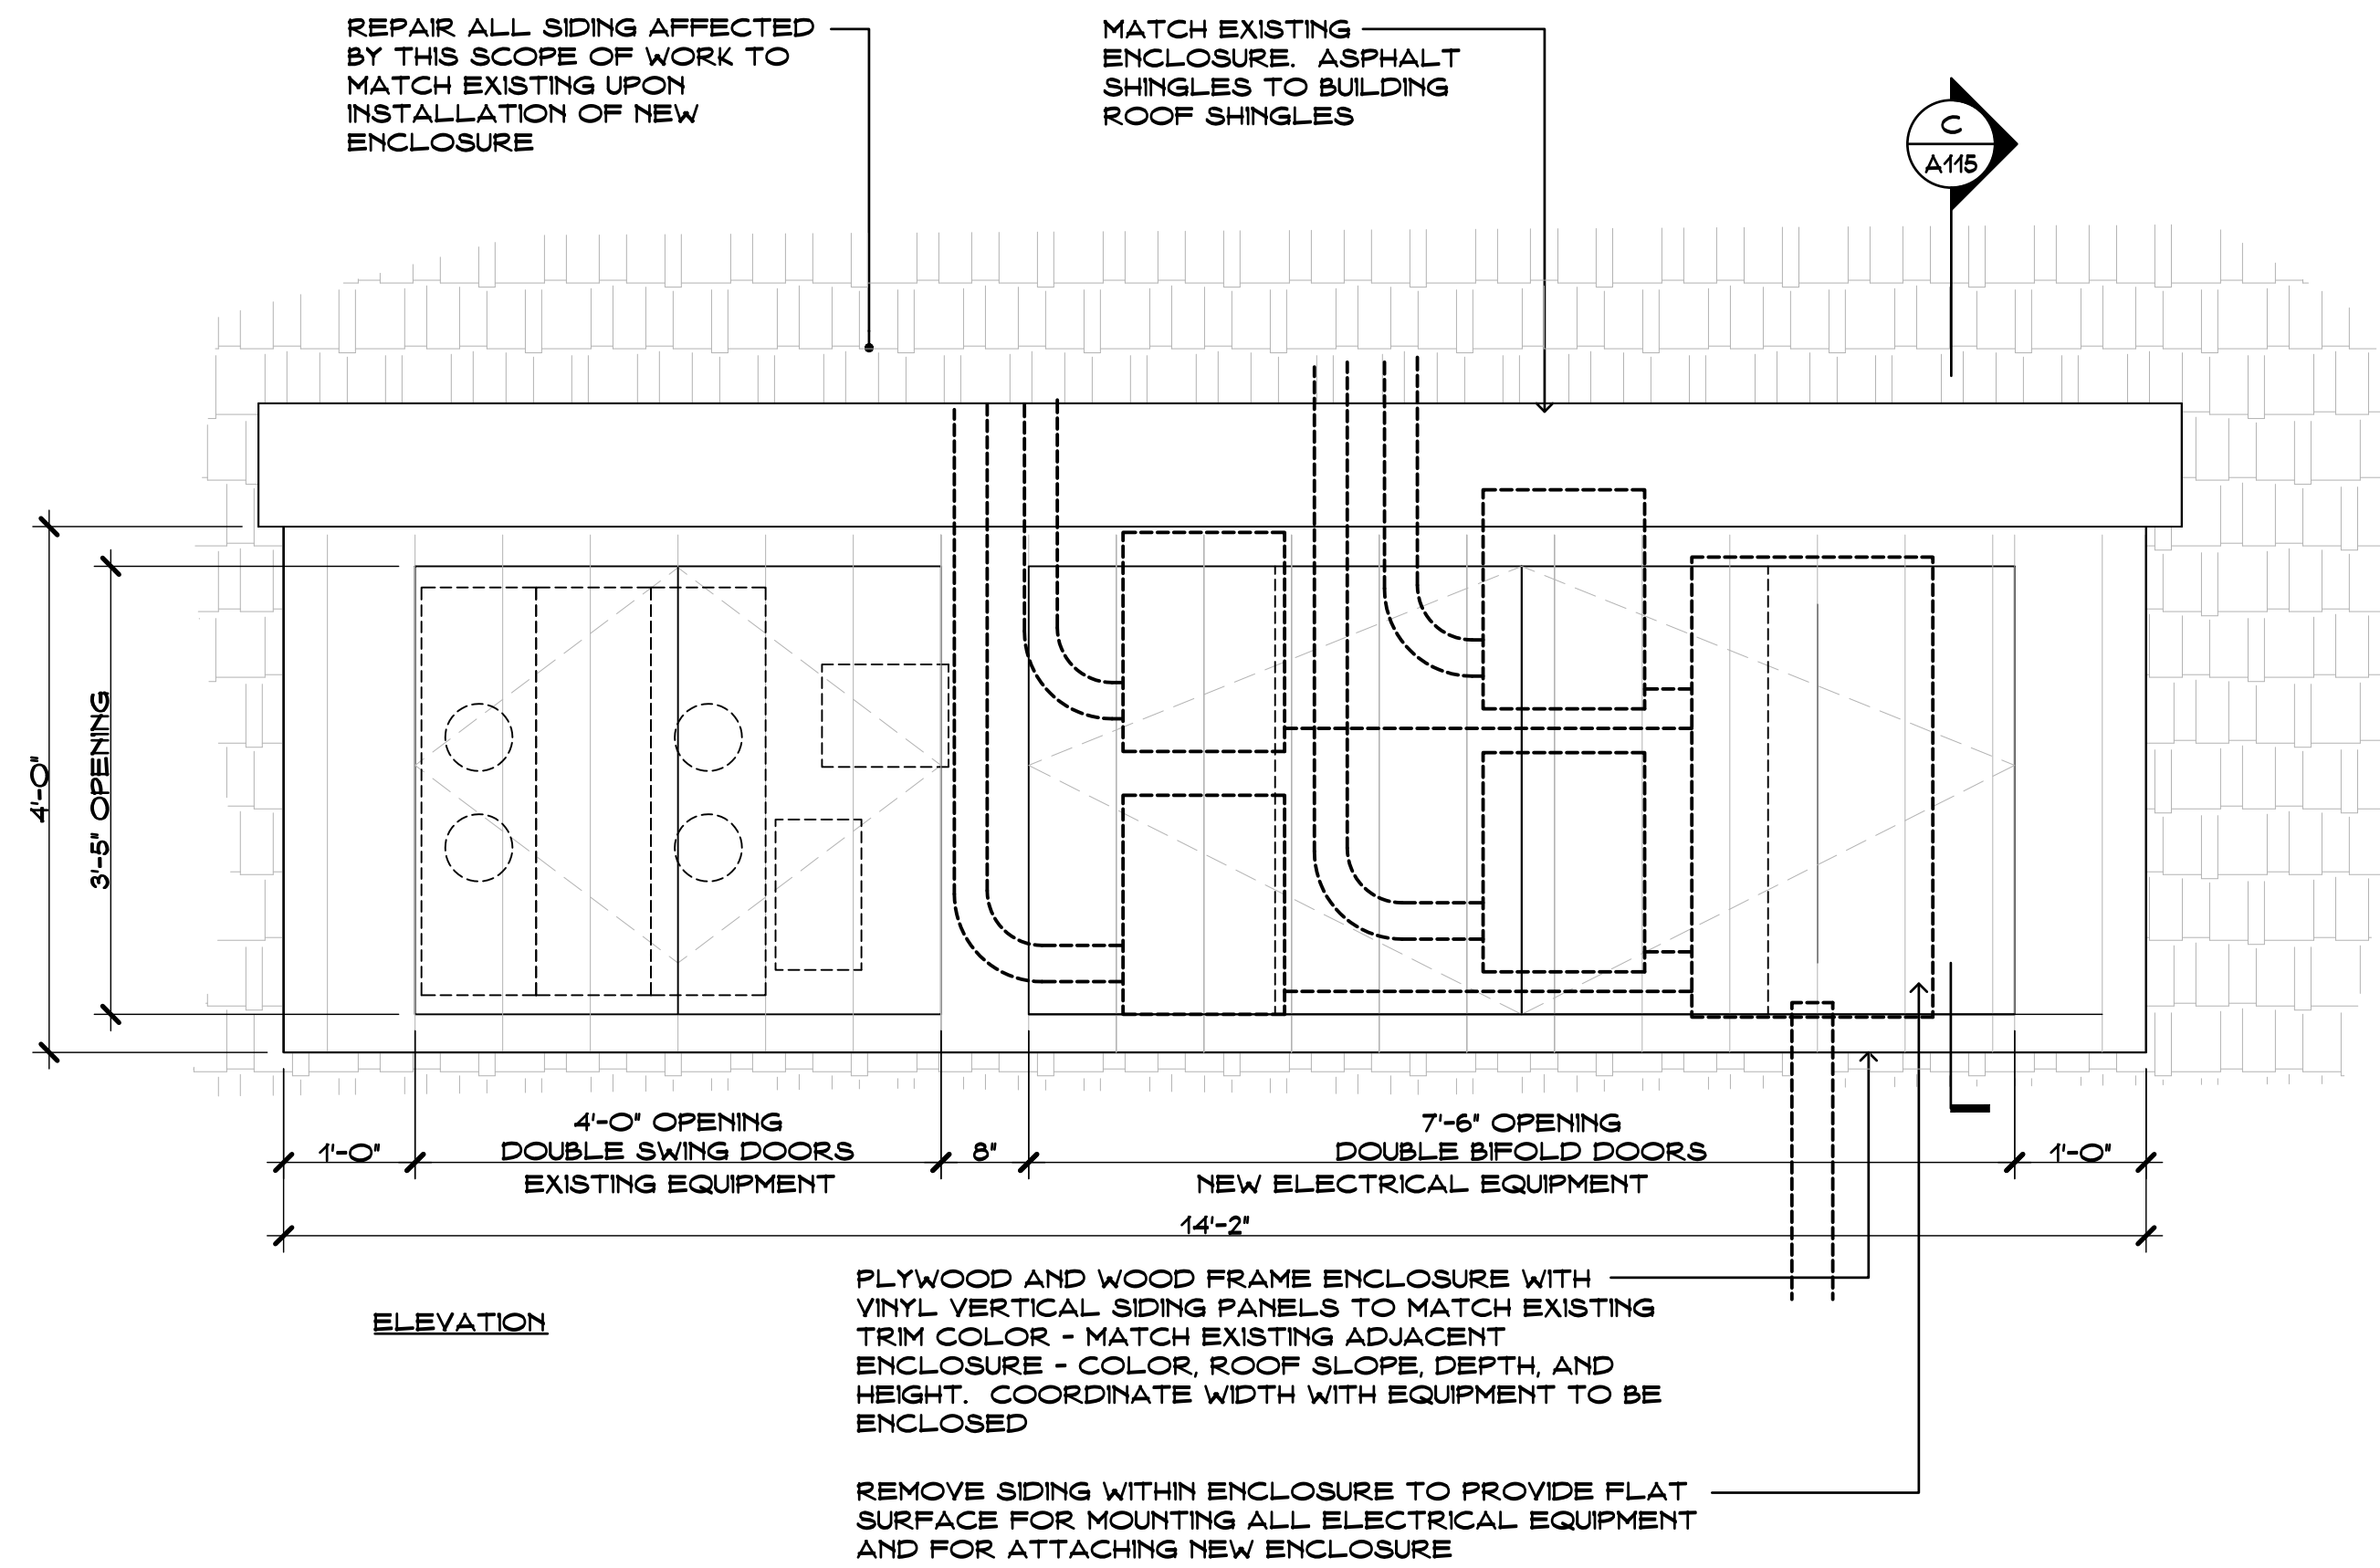 REPAIR ALL SIDING AFFECTED
BY THIS SCOPE OF WORK TO
MATCH EXISTING UPON
INSTALLATION OF NEW
ENCLOSURE
MATCH EXISTING
ENCLOSURE.  ASPHALT
SHINGLES TO BUILDING
ROOF SHINGLES
C
A115
4'-0"
3'-5" OPENING
1'-0"
4'-0" OPENING
DOUBLE SWING DOORS
EXISTING EQUIPMENT
8"
7'-6" OPENING
DOUBLE BIFOLD DOORS
NEW ELECTRICAL EQUIPMENT
1'-0"
14'-2"
ELEVATION
PLYWOOD AND WOOD FRAME ENCLOSURE WITH
VINYL VERTICAL SIDING PANELS TO MATCH EXISTING
TRIM COLOR - MATCH EXISTING ADJACENT
ENCLOSURE - COLOR, ROOF SLOPE, DEPTH, AND
HEIGHT.  COORDINATE WIDTH WITH EQUIPMENT TO BE
ENCLOSED
REMOVE SIDING WITHIN ENCLOSURE TO PROVIDE FLAT
SURFACE FOR MOUNTING ALL ELECTRICAL EQUIPMENT
AND FOR ATTACHING NEW ENCLOSURE